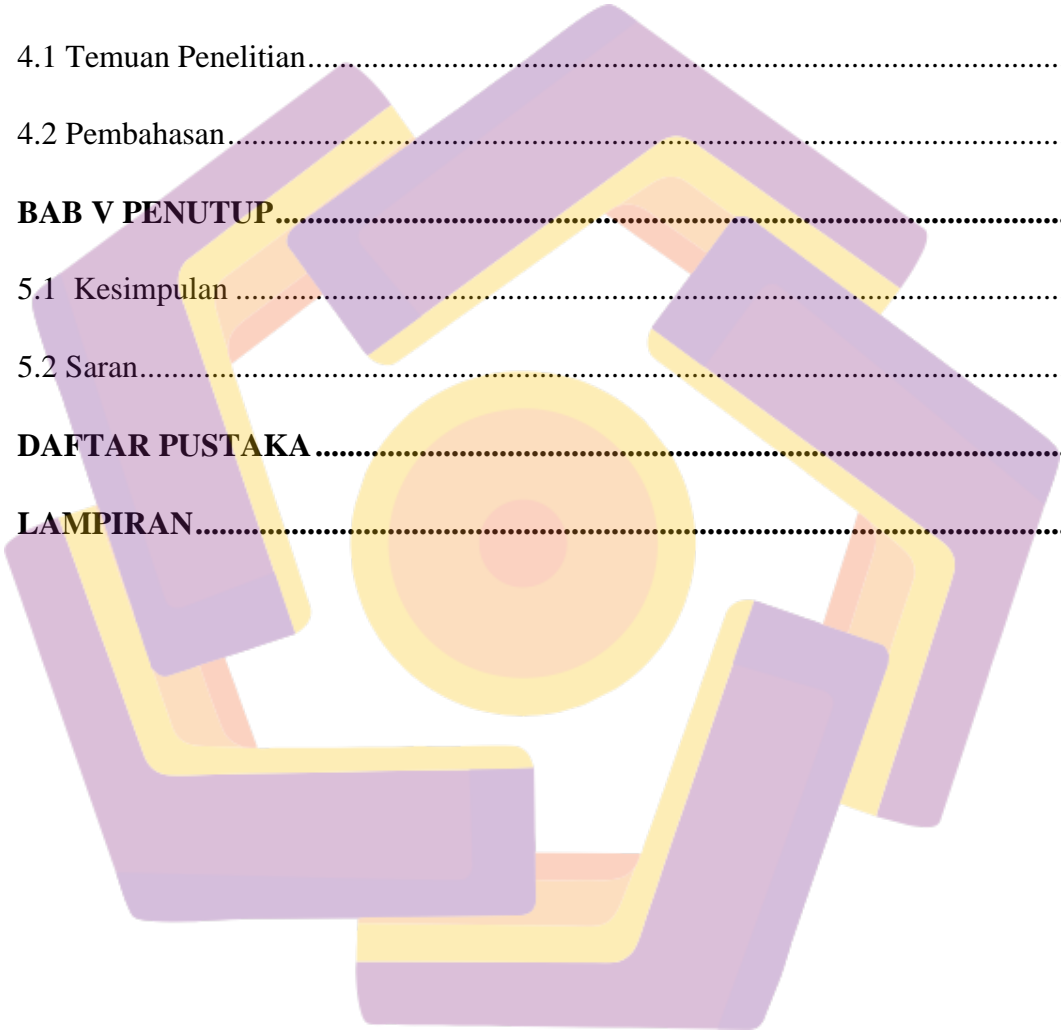 4.1 Temuan Penelitian........................................................................................................
4.2 Pembahasan..................................................................................................................
BAB V PENUTUP..............................................................................................................
5.1  Kesimpulan ..................................................................................................................
5.2 Saran..............................................................................................................................
DAFTAR PUSTAKA ........................................................................................................
LAMPIRAN........................................................................................................................